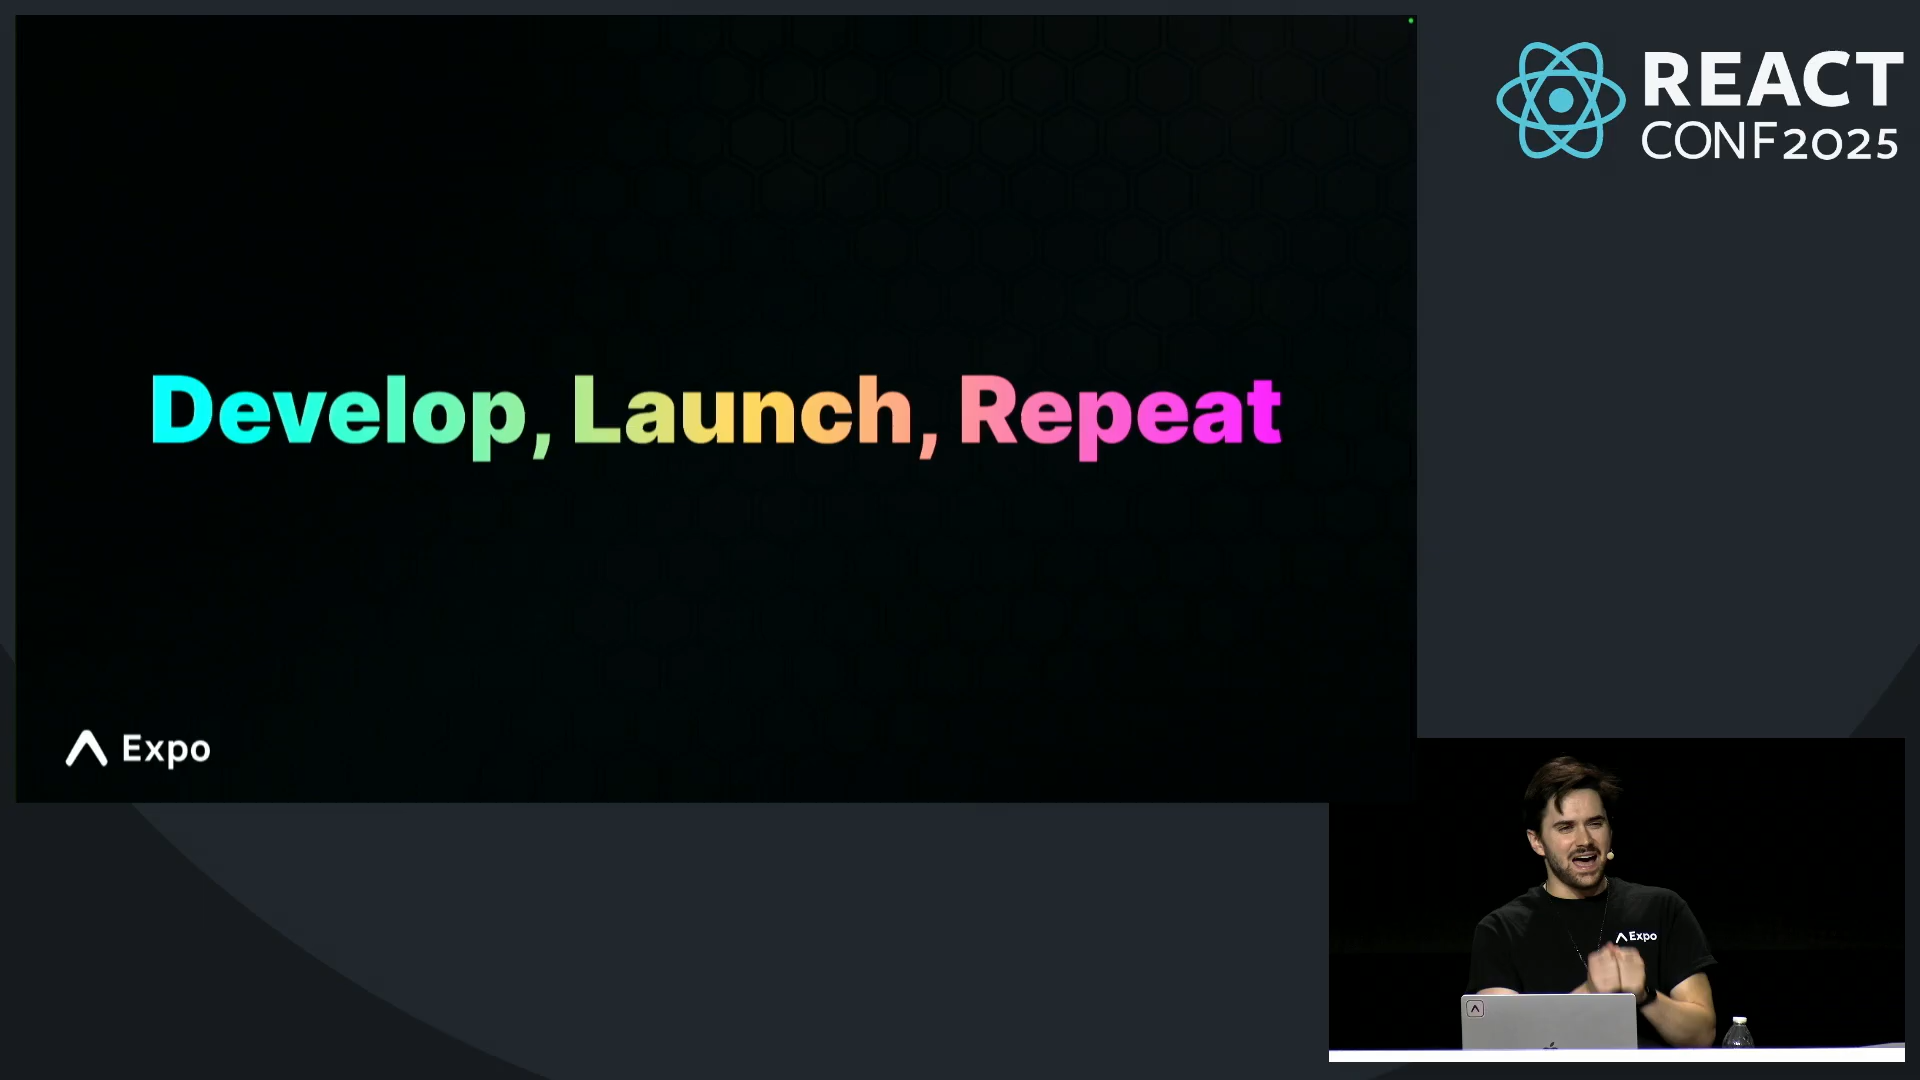 REACT
CONF2025
Develop, Launch, Repeat
Expo
Expo